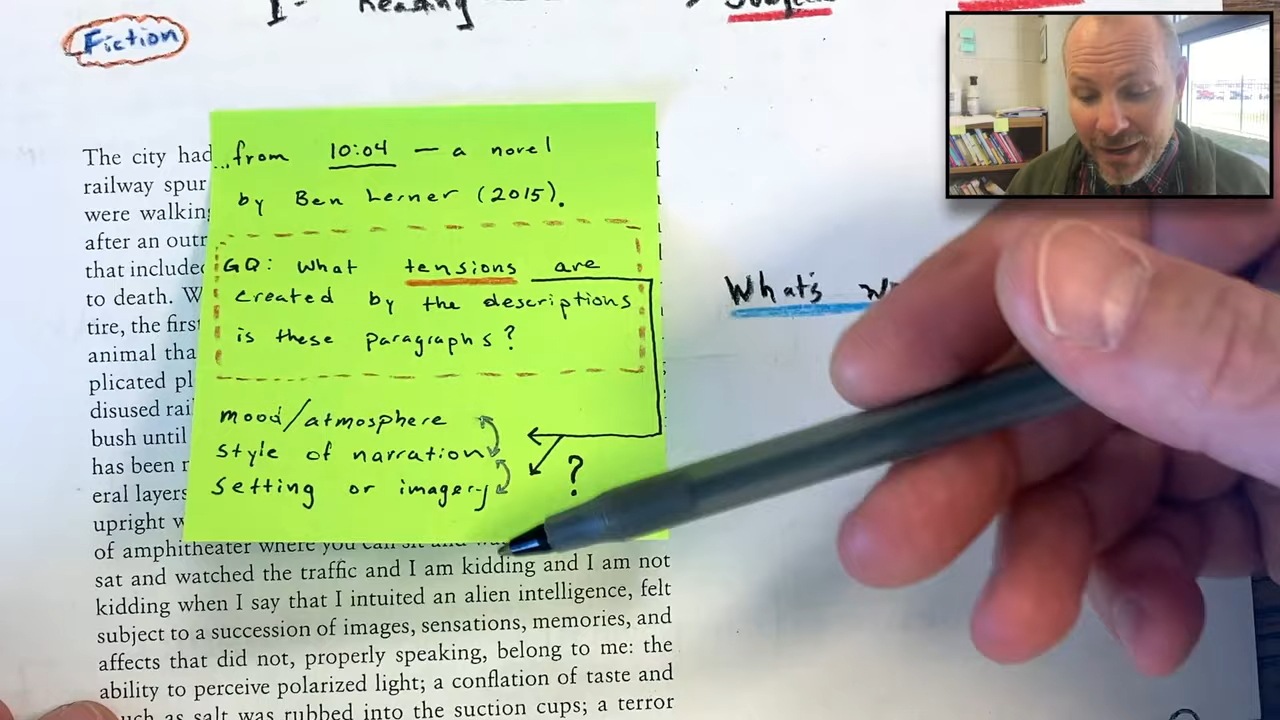 Reading
Fiction
The city had
railway spur
were walking
after an outr
that include
to death. W
tire, the first
animal tha
plicated pl
disused rai
bush until
has been r
eral layers
upright w
...from 10:04 — a novel
by Ben Lerner (2015).
GQ: What tensions are
created by the descriptions
is these paragraphs?
mood/atmosphere
style of narration
setting or imagery
?
What's
of amphitheater where you can sit and
sat and watched the traffic and I am kidding and I am not
kidding when I say that I intuited an alien intelligence, felt
subject to a succession of images, sensations, memories, and
affects that did not, properly speaking, belong to me: the
ability to perceive polarized light; a conflation of taste and
as salt was rubbed into the suction cups; a terror